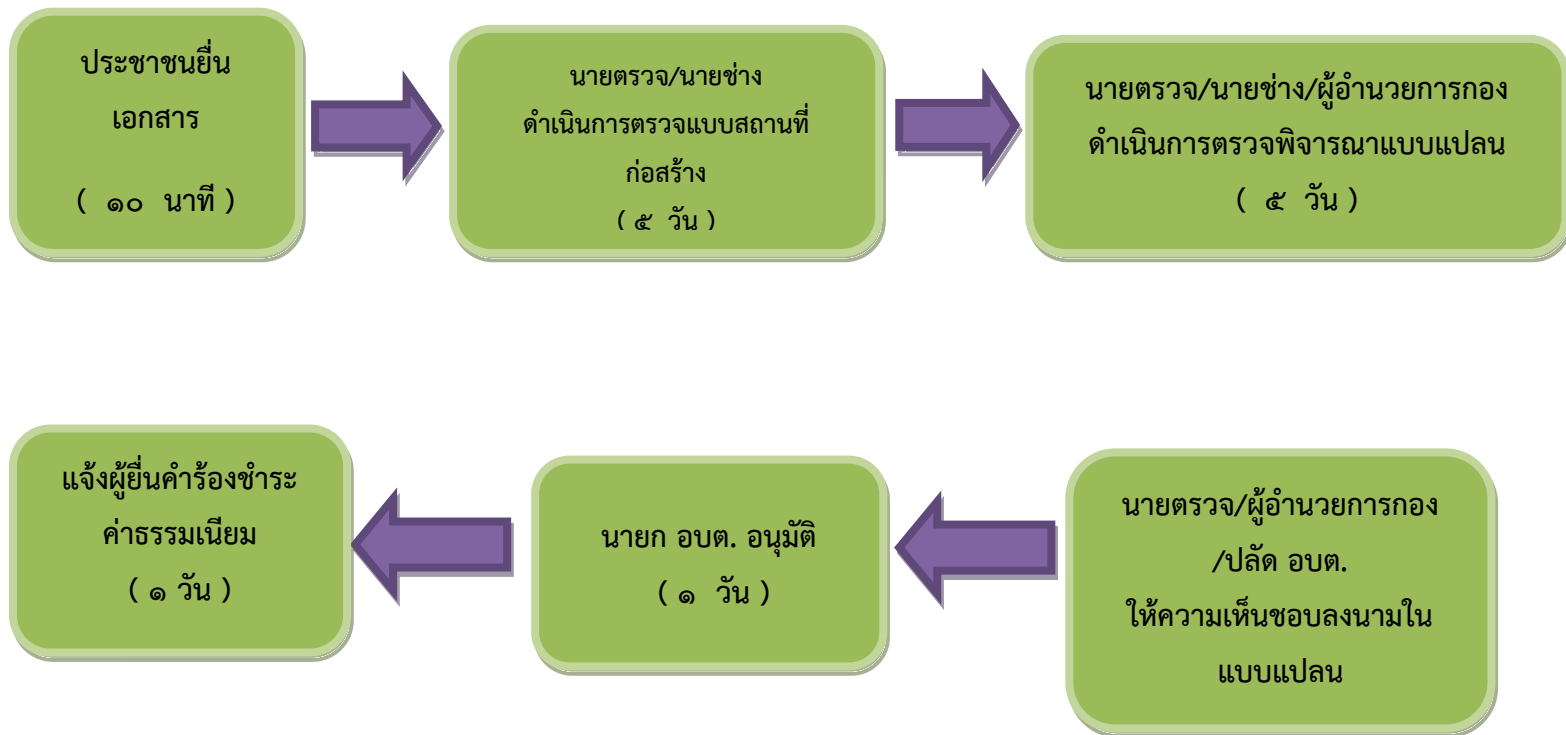 ประชาชนยื่น
เอกสาร
( ๑๐ นาที )
นายตรวจ/นายช่าง
ดำเนินการตรวจแบบสถานที่
ก่อสร้าง
( ๕ วัน )
นายตรวจ/นายช่าง/ผู้อำนวยการกอง
ดำเนินการตรวจพิจารณาแบบแปลน
( ๕ วัน )
นายตรวจ/ผู้อำนวยการกอง
/ปลัด อบต.
ให้ความเห็นชอบลงนามใน
แบบแปลน
นายก อบต. อนุมัติ
( ๑ วัน )
แจ้งผู้ยื่นคำร้องชำระ
ค่าธรรมเนียม
( ๑ วัน )